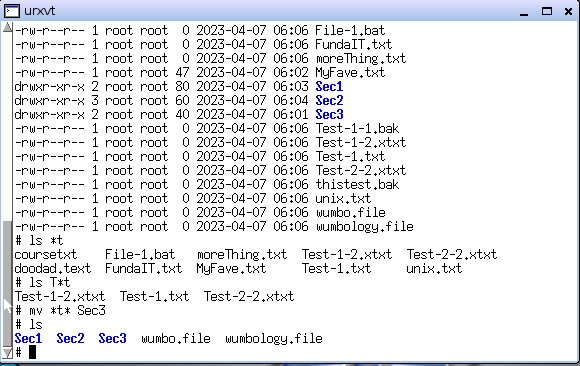 urxvt
-rw-r--r-- 1 root root  0 2023-04-07 06:06 File-1.bat
-rw-r--r-- 1 root root  0 2023-04-07 06:06 FundaIT.txt
-rw-r--r-- 1 root root  0 2023-04-07 06:06 moreThing.txt
-rw-r--r-- 1 root root 47 2023-04-07 06:02 MyFave.txt
drwxr-xr-x 2 root root 80 2023-04-07 06:03 Sec1
drwxr-xr-x 3 root root 60 2023-04-07 06:04 Sec2
drwxr-xr-x 2 root root 40 2023-04-07 06:01 Sec3
-rw-r--r-- 1 root root  0 2023-04-07 06:06 Test-1-1.bak
-rw-r--r-- 1 root root  0 2023-04-07 06:06 Test-1-2.xtxt
-rw-r--r-- 1 root root  0 2023-04-07 06:06 Test-1.txt
-rw-r--r-- 1 root root  0 2023-04-07 06:06 Test-2-2.xtxt
-rw-r--r-- 1 root root  0 2023-04-07 06:06 thistest.bak
-rw-r--r-- 1 root root  0 2023-04-07 06:06 unix.txt
-rw-r--r-- 1 root root  0 2023-04-07 06:06 wumbo.file
-rw-r--r-- 1 root root  0 2023-04-07 06:06 wumbology.file
# ls *t
coursetxt    File-1.bat   moreThing.txt  Test-1-2.xtxt  Test-2-2.xtxt
doodad.text  FundaIT.txt  MyFave.txt     Test-1.txt     unix.txt
# ls T*t
Test-1-2.xtxt  Test-1.txt  Test-2-2.xtxt
# mv *t* Sec3
# ls
Sec1  Sec2  Sec3  wumbo.file  wumbology.file
#